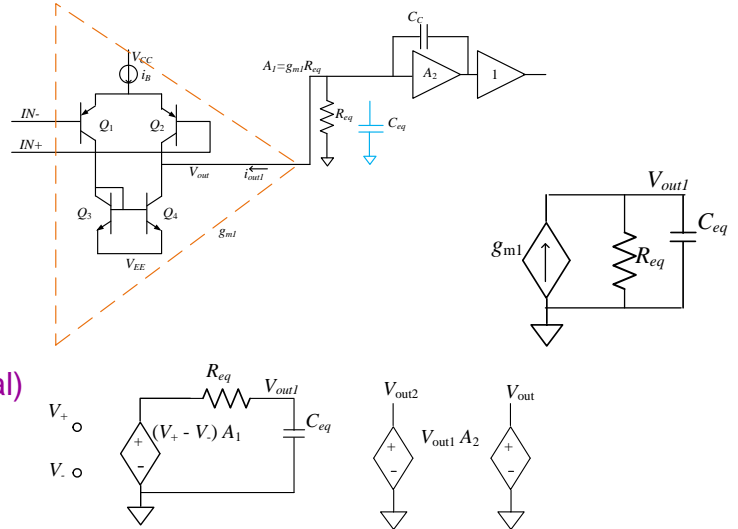 V_CC
i_B
A_1=g_m1R_eq
C_C
A_2
1
IN-
Q_1
Q_2
R_eq
C_eq
IN+
V_out
i_out1
Q_3
Q_4
g_m1
V_EE
V_out1
C_eq
g_m1
R_eq
al)
R_eq
V_out1
V_out2
V_out
V_+
+
(V_+ - V_-) A_1
C_eq
+
V_out1 A_2
+
V_-
-
-
-